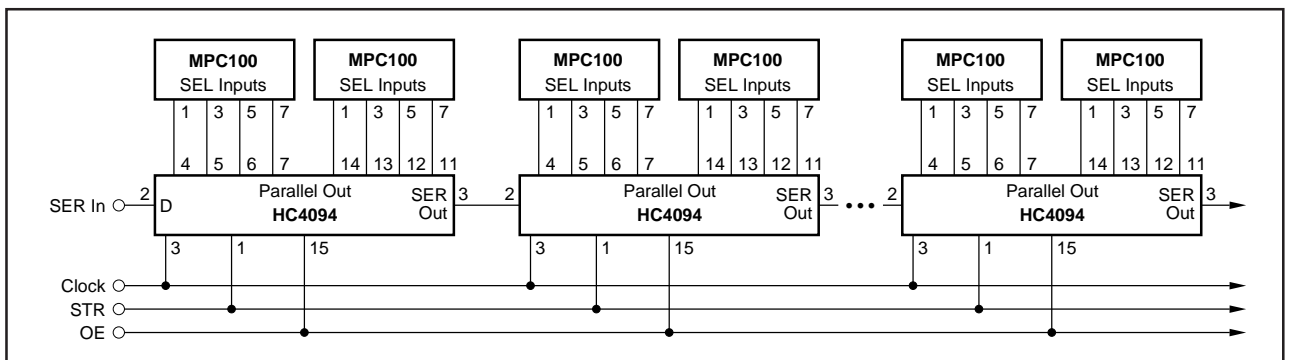 MPC100 MPC100 MPC100 MPC100 MPC100 MPC100
SEL Inputs SEL Inputs SEL Inputs SEL Inputs SEL Inputs SEL Inputs
1 3 5 7 1 3 5 7 1 3 5 7 1 3 5 7 1 3 5 7 1 3 5 7
4 5 6 7 14 13 12 11 4 5 6 7 14 13 12 11 4 5 6 7 14 13 12 11
SER In 2 D Parallel Out SER 3 2 Parallel Out SER 3 ••• 2 Parallel Out SER 3
HC4094 Out HC4094 Out HC4094 Out
3 1 15 3 1 15 3 1 15
Clock
STR
OE